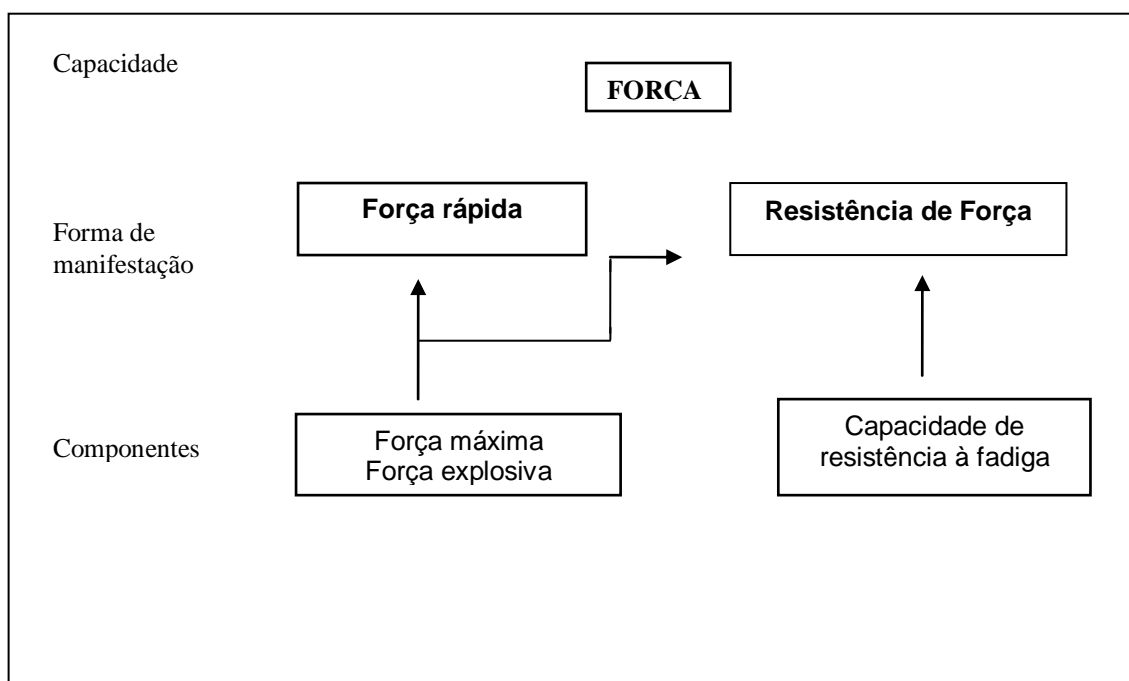 Capacidade
FORÇA
Força rápida
Resistência de Força
Forma de
manifestação
Componentes
Força máxima
Força explosiva
Capacidade de
resistência à fadiga